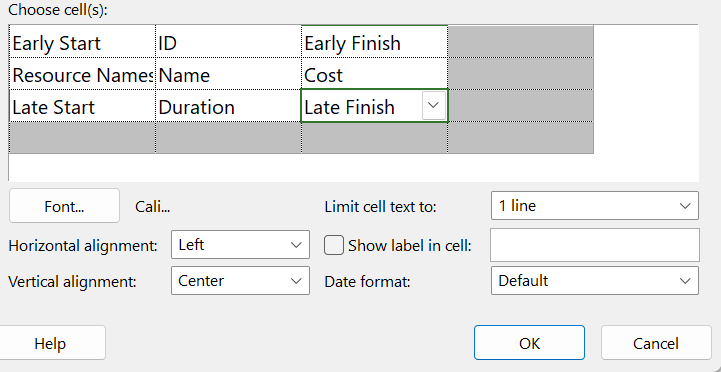 Choose cell(s):
Early Start ID Early Finish
Resource Names Name Cost
Late Start Duration Late Finish
Font... Cali... Limit cell text to: 1 line
Horizontal alignment: Left Show label in cell:
Vertical alignment: Center Date format: Default
Help OK Cancel